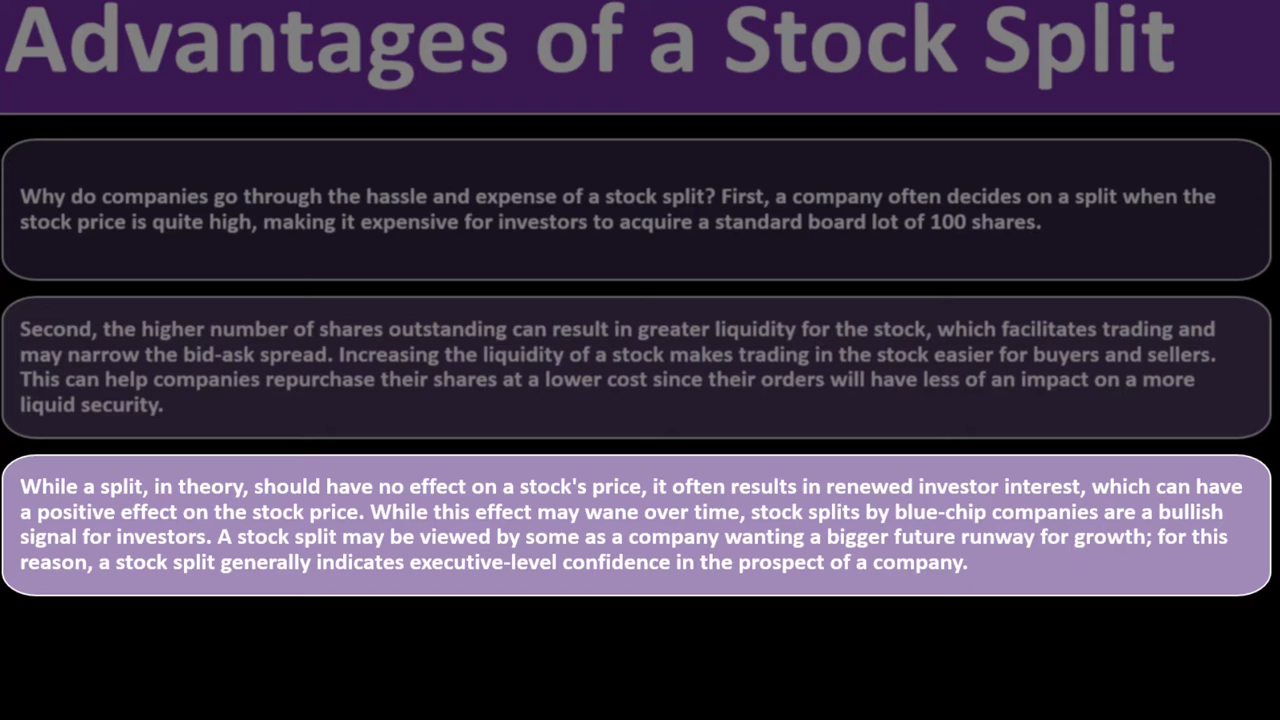 Advantages of a Stock Split
Why do companies go through the hassle and expense of a stock split? First, a company often decides on a split when the
stock price is quite high, making it expensive for investors to acquire a standard board lot of 100 shares.
Second, the higher number of shares outstanding can result in greater liquidity for the stock, which facilitates trading and
may narrow the bid-ask spread. Increasing the liquidity of a stock makes trading in the stock easier for buyers and sellers.
This can help companies repurchase their shares at a lower cost since their orders will have less of an impact on a more
liquid security.
While a split, in theory, should have no effect on a stock's price, it often results in renewed investor interest, which can have
a positive effect on the stock price. While this effect may wane over time, stock splits by blue-chip companies are a bullish
signal for investors. A stock split may be viewed by some as a company wanting a bigger future runway for growth; for this
reason, a stock split generally indicates executive-level confidence in the prospect of a company.